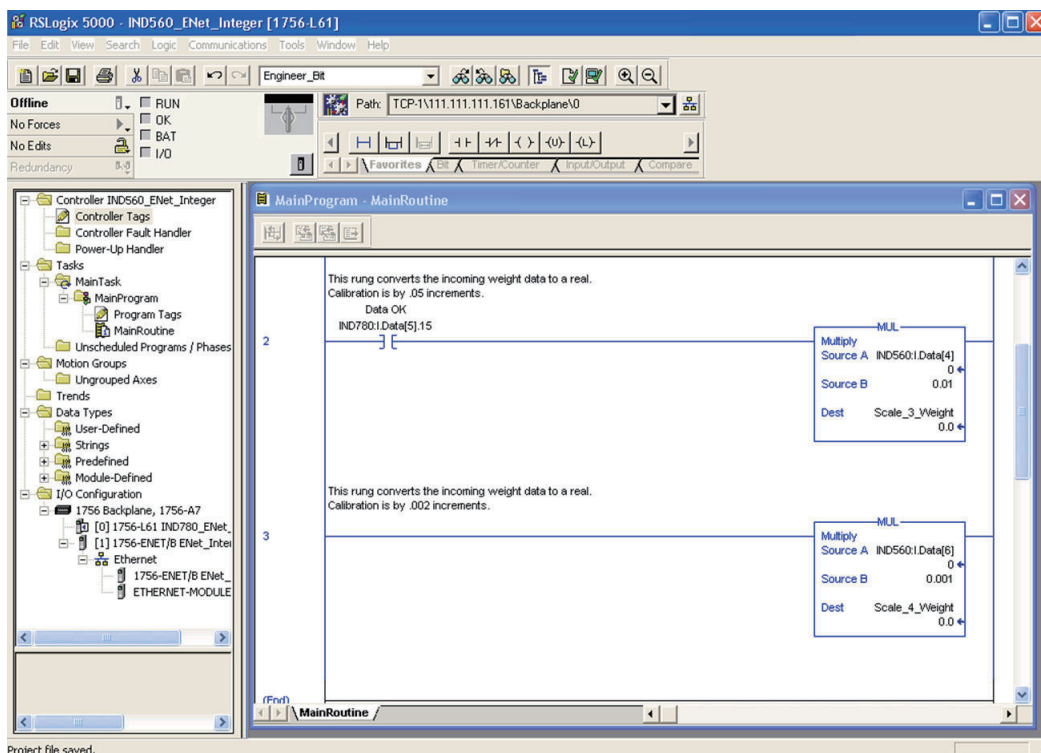 RSLogix 5000 - IND560_ENet_Integer [1756-L61]
File Edit View Search Logic Communications Tools Window Help
Engineer_Bit
Offline
RUN
No Forces
OK
No Edits
BAT
Redundancy
I/O
Path: TCP-1\111.111.111.161\Backplane\0
Favorites Bit Timer/Counter Input/Output Compare
Controller IND560_ENet_Integer
Controller Tags
Controller Fault Handler
Power-Up Handler
Tasks
MainTask
MainProgram
Program Tags
MainRoutine
Unscheduled Programs / Phases
Motion Groups
Ungrouped Axes
Trends
Data Types
User-Defined
Strings
Predefined
Module-Defined
I/O Configuration
1756 Backplane, 1756-A7
[0] 1756-L61 IND780_ENet_
[1] 1756-ENET/B ENet_Inte
Ethernet
1756-ENET/B ENet_
ETHERNET-MODULE
MainProgram - MainRoutine
This rung converts the incoming weight data to a real.
Calibration is by .05 increments.
Data OK
IND780:I.Data[5].15
2
MUL
Multiply
Source A IND560:I.Data[4]
0
Source B 0.01
Dest Scale_3_Weight
0.0
This rung converts the incoming weight data to a real.
Calibration is by .002 increments.
3
MUL
Multiply
Source A IND560:I.Data[6]
0
Source B 0.001
Dest Scale_4_Weight
0.0
(End)
MainRoutine
Project file saved.